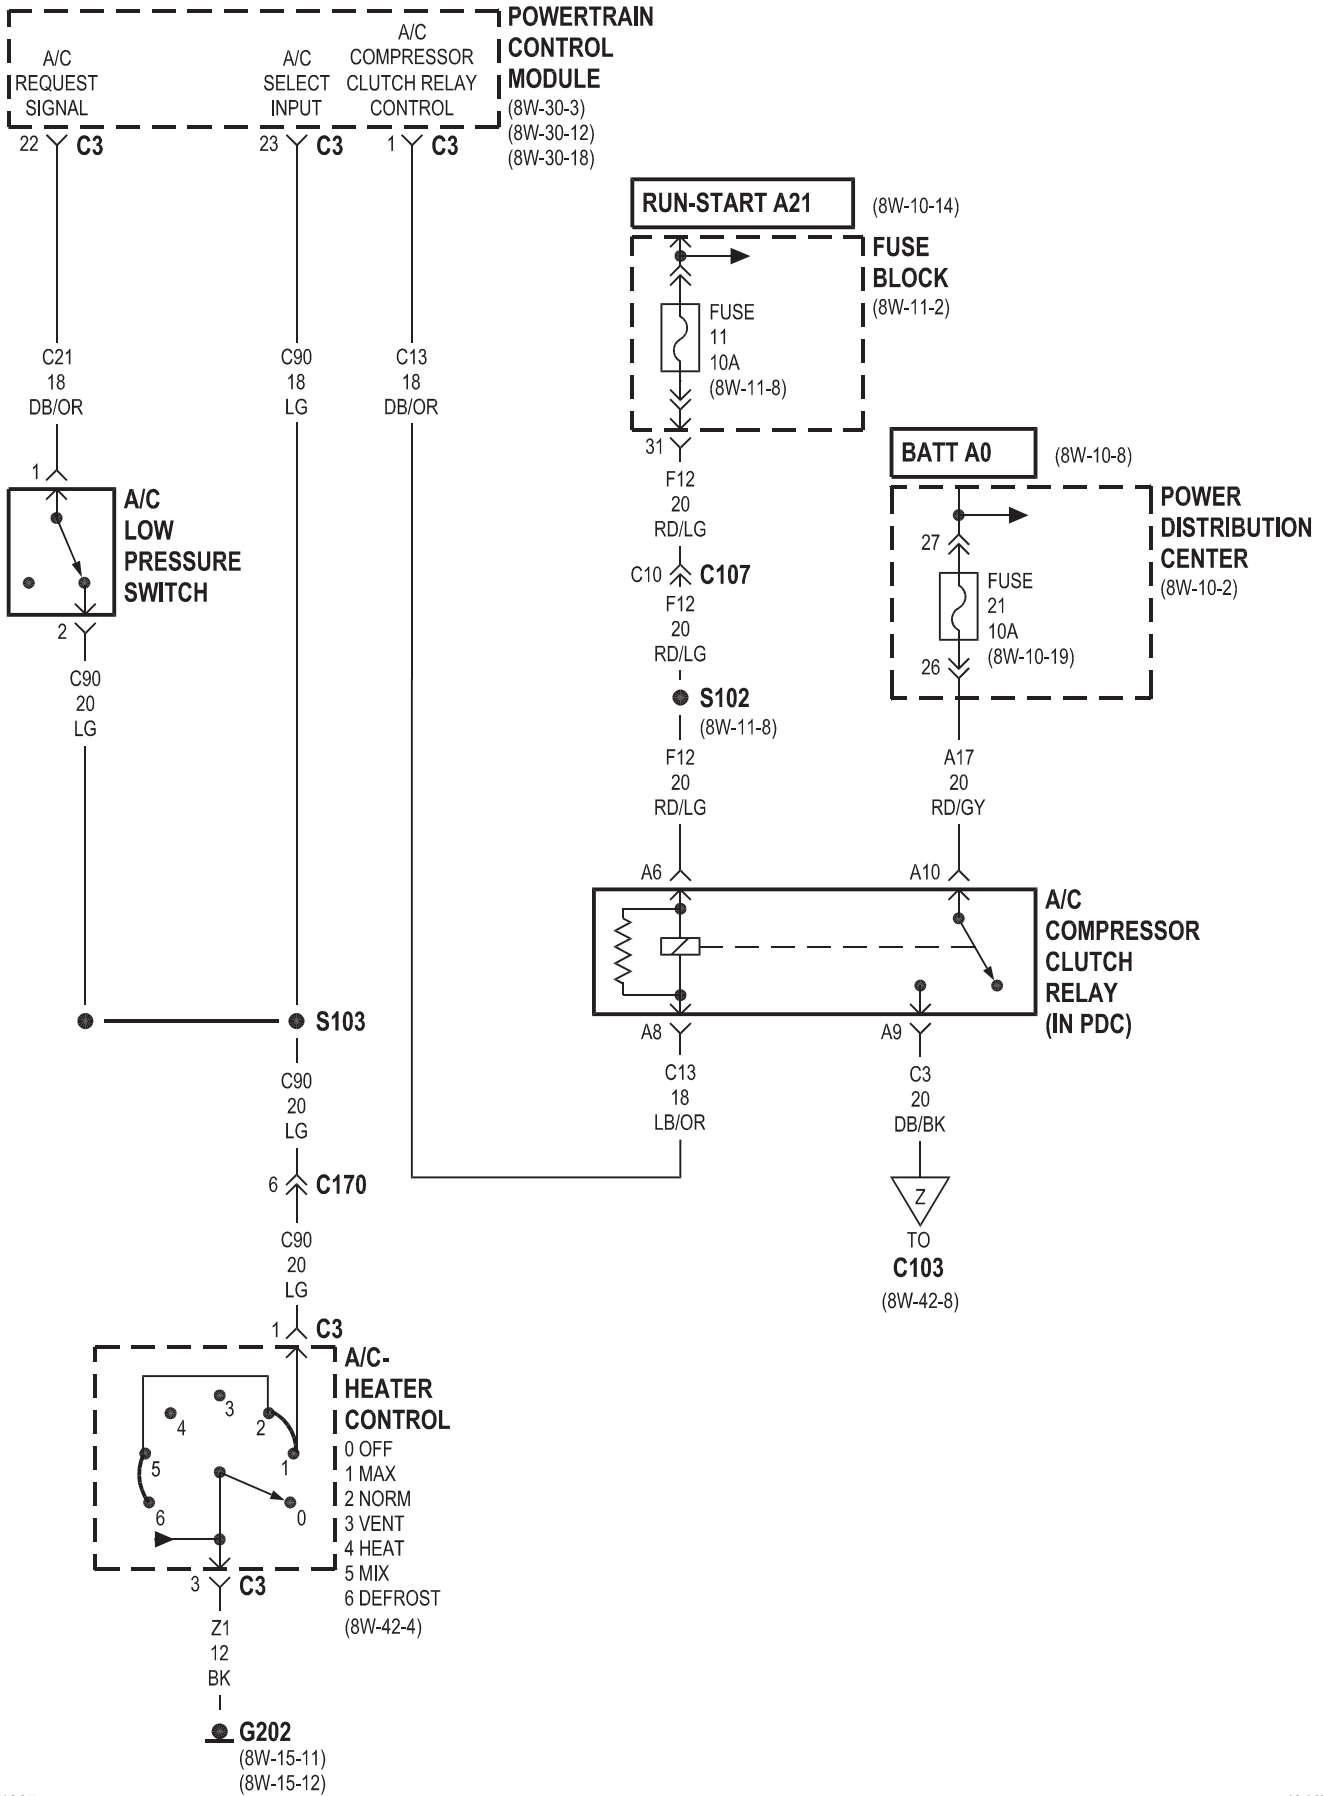 POWERTRAIN
CONTROL
MODULE
(8W-30-3)
(8W-30-12)
(8W-30-18)
A/C
REQUEST
SIGNAL
A/C
SELECT
INPUT
A/C
COMPRESSOR
CLUTCH RELAY
CONTROL
22 C3
23 C3
1 C3
RUN-START A21 (8W-10-14)
FUSE
BLOCK
(8W-11-2)
FUSE
11
10A
(8W-11-8)
C21
18
DB/OR
C90
18
LG
C13
18
DB/OR
31
F12
20
RD/LG
C10 C107
F12
20
RD/LG
S102
(8W-11-8)
F12
20
RD/LG
BATT A0 (8W-10-8)
POWER
DISTRIBUTION
CENTER
(8W-10-2)
27
FUSE
21
10A
(8W-10-19)
26
A17
20
RD/GY
1
A/C
LOW
PRESSURE
SWITCH
2
C90
20
LG
A6
A10
A/C
COMPRESSOR
CLUTCH
RELAY
(IN PDC)
A8
A9
C13
18
LB/OR
C3
20
DB/BK
Z
TO
C103
(8W-42-8)
S103
C90
20
LG
6 C170
C90
20
LG
1 C3
A/C-
HEATER
CONTROL
0 OFF
1 MAX
2 NORM
3 VENT
4 HEAT
5 MIX
6 DEFROST
(8W-42-4)
3
4
2
5
1
6
0
3 C3
Z1
12
BK
G202
(8W-15-11)
(8W-15-12)